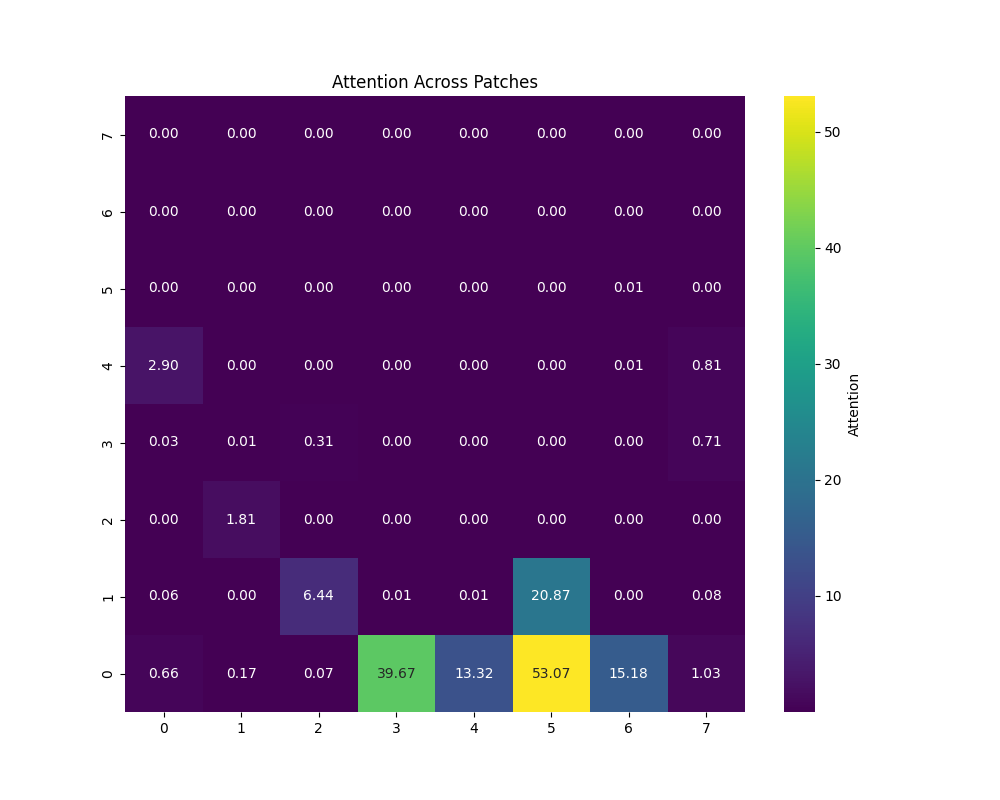 Attention Across Patches
7 0.00 0.00 0.00 0.00 0.00 0.00 0.00 0.00
6 0.00 0.00 0.00 0.00 0.00 0.00 0.00 0.00
5 0.00 0.00 0.00 0.00 0.00 0.00 0.01 0.00
4 2.90 0.00 0.00 0.00 0.00 0.00 0.01 0.81
3 0.03 0.01 0.31 0.00 0.00 0.00 0.00 0.71
2 0.00 1.81 0.00 0.00 0.00 0.00 0.00 0.00
1 0.06 0.00 6.44 0.01 0.01 20.87 0.00 0.08
0 0.66 0.17 0.07 39.67 13.32 53.07 15.18 1.03
0 1 2 3 4 5 6 7
50
40
30
20
10
Attention